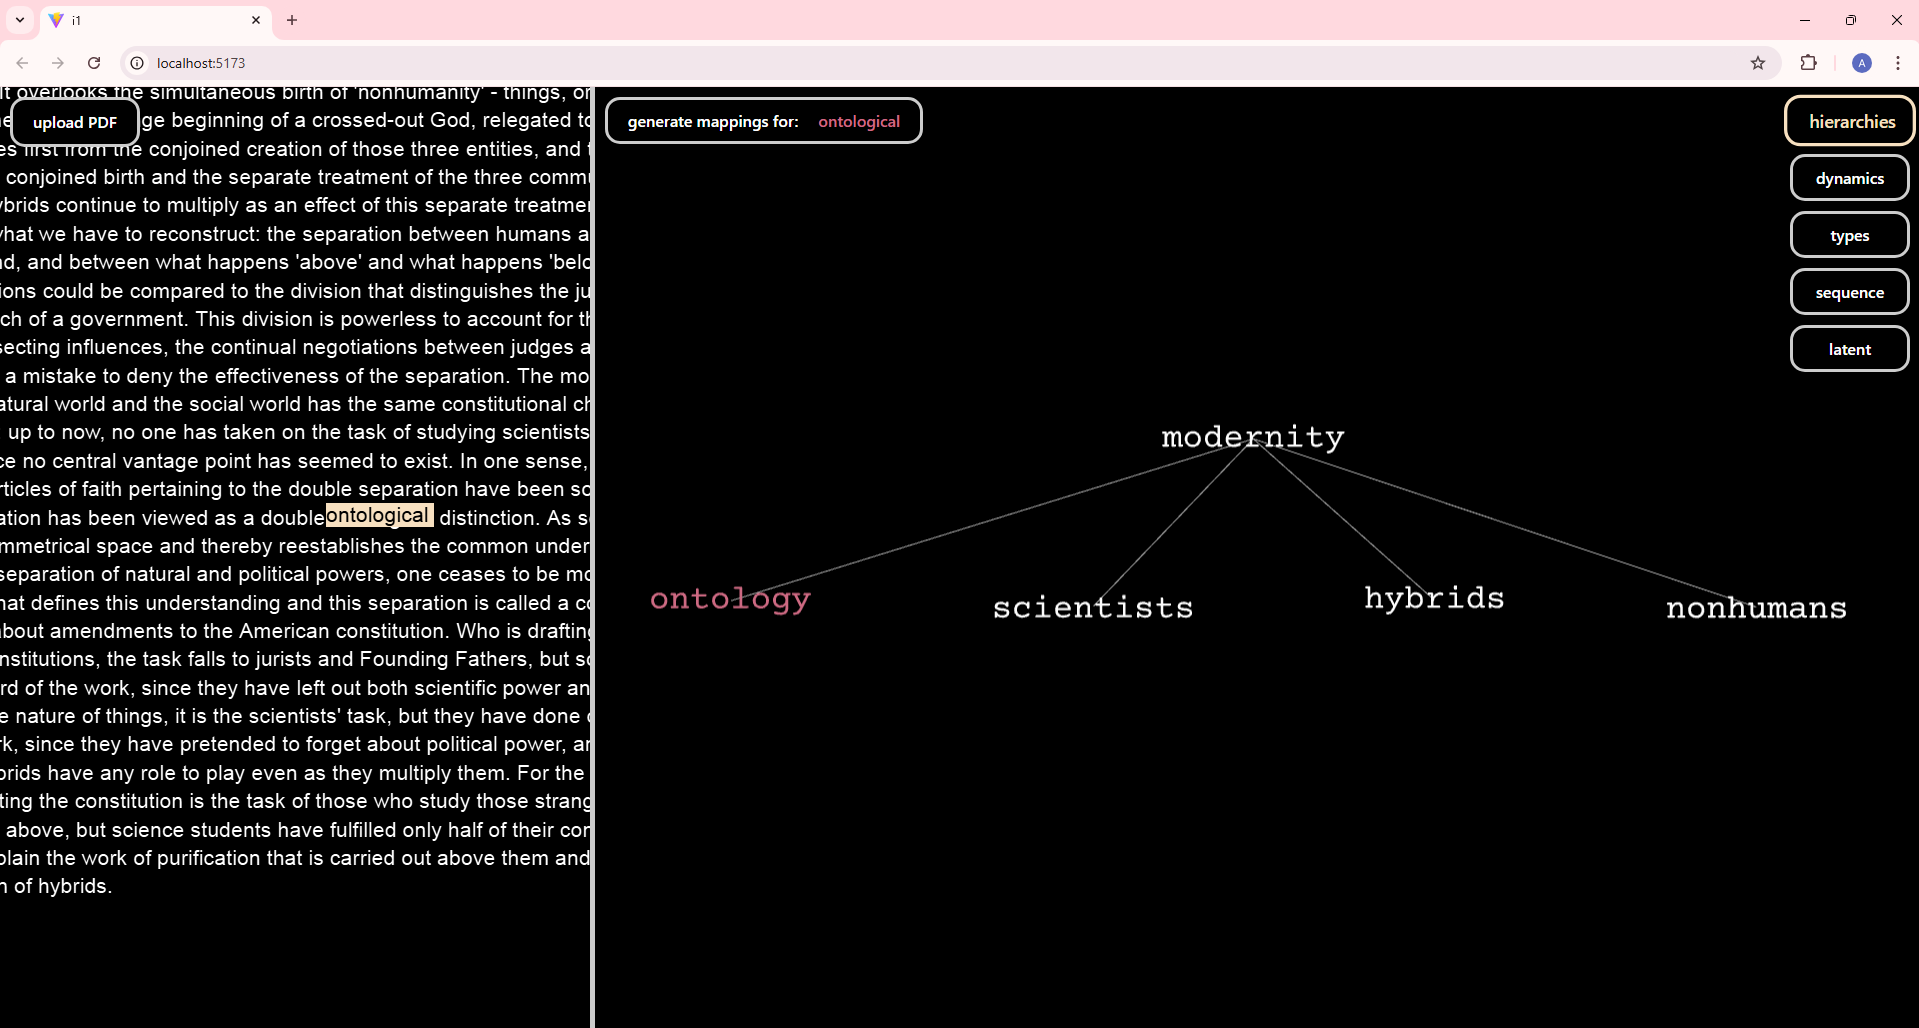 i1
localhost:5173
A
It overlooks the simultaneous birth of 'nonhumanity' - things, or
upload PDF
ge beginning of a crossed-out God, relegated to
es first from the conjoined creation of those three entities, and
conjoined birth and the separate treatment of the three
brids continue to multiply as an effect of this separate
hat we have to reconstruct: the separation between humans a
nd, and between what happens 'above' and what happens
ions could be compared to the division that distinguishes the
ch of a government. This division is powerless to account for
secting influences, the continual negotiations between judges a
a mistake to deny the effectiveness of the separation. The
atural world and the social world has the same constitutional
up to now, no one has taken on the task of studying scientists
ce no central vantage point has seemed to exist. In one sense,
rticles of faith pertaining to the double separation have been
ation has been viewed as a double ontological distinction. As
mmetrical space and thereby reestablishes the common
separation of natural and political powers, one ceases to be
hat defines this understanding and this separation is called a
about amendments to the American constitution. Who is drafting
nstitutions, the task falls to jurists and Founding Fathers, but
rd of the work, since they have left out both scientific power
e nature of things, it is the scientists' task, but they have done
rk, since they have pretended to forget about political power,
brids have any role to play even as they multiply them. For the
ting the constitution is the task of those who study those
above, but science students have fulfilled only half of their
plain the work of purification that is carried out above them and
n of hybrids.
generate mappings for: ontological
hierarchies
dynamics
types
sequence
latent
modernity
ontology
scientists
hybrids
nonhumans